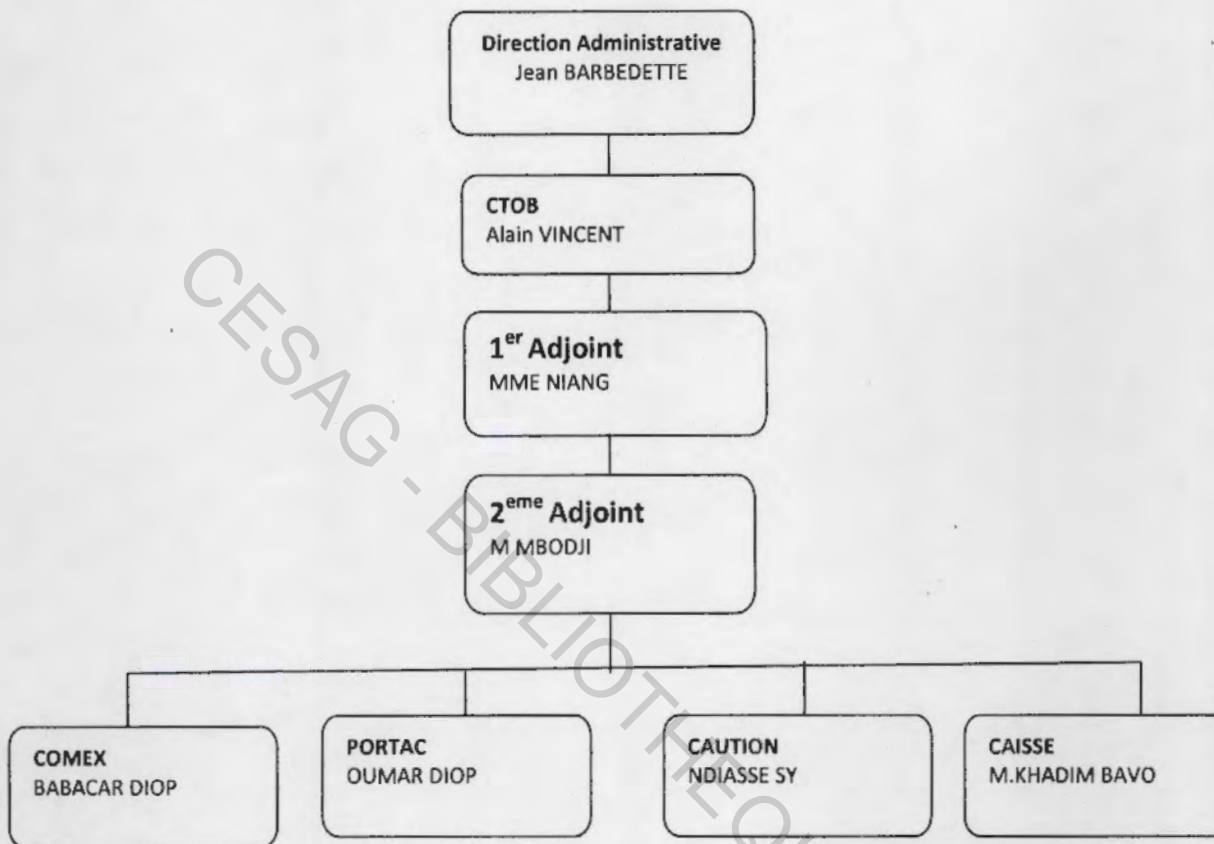 Direction Administrative
Jean BARBEDETTE
CTOB
Alain VINCENT
1er Adjoint
MME NIANG
2eme Adjoint
M MBODJI
COMEX
BABACAR DIOP
PORTAC
OUMAR DIOP
CAUTION
NDIASSE SY
CAISSE
M.KHADIM BAVO
CESAG - BIBLIOTHEQU